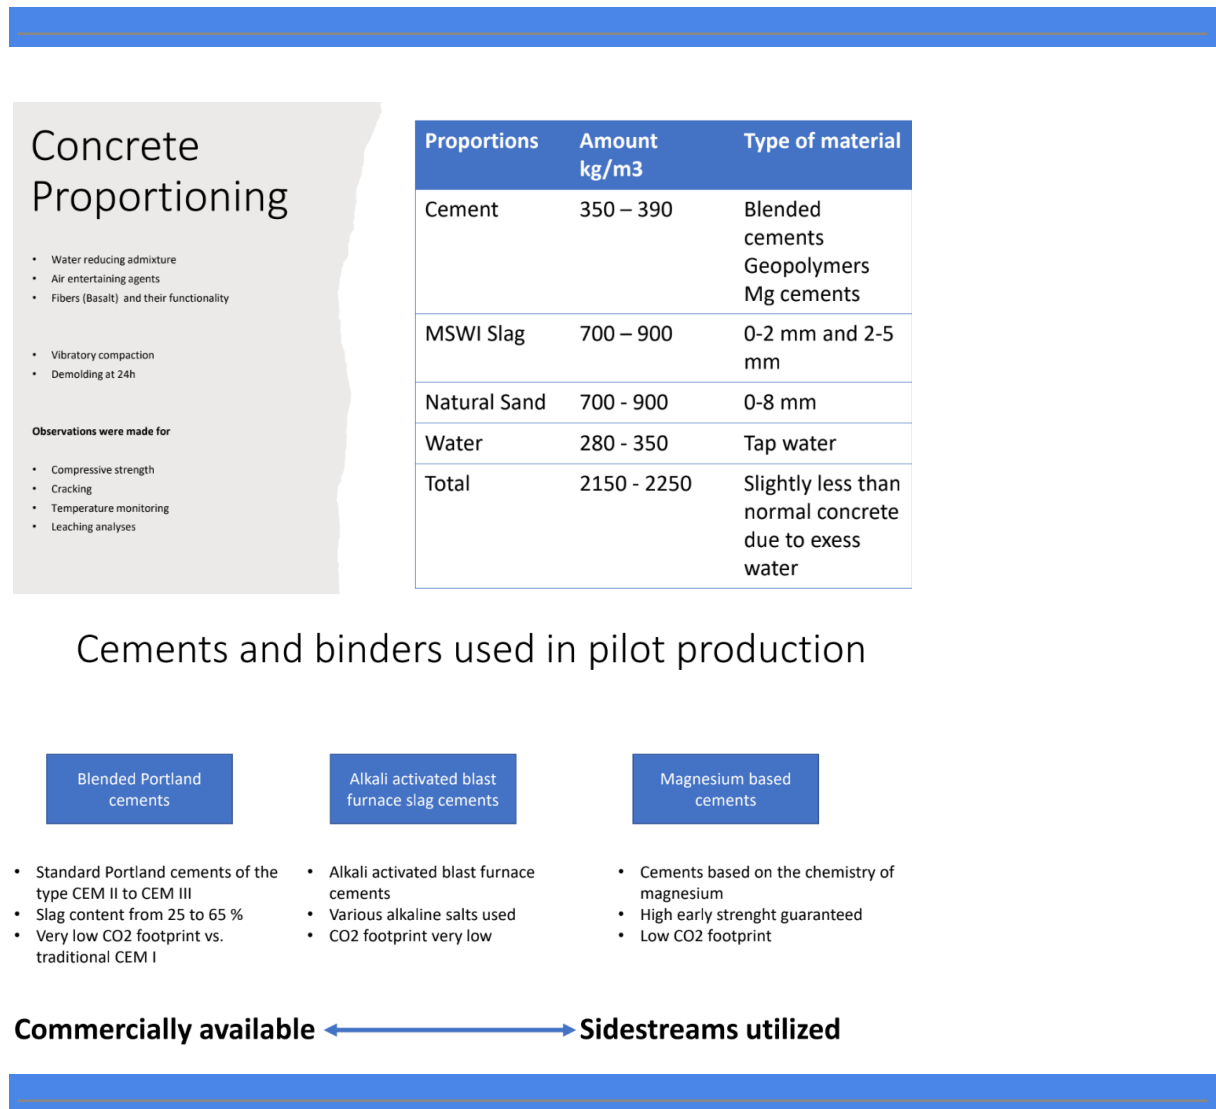 Concrete
Proportioning
• Water reducing admixture
• Air entertaining agents
• Fibers (Basalt) and their functionality
• Vibratory compaction
• Demolding at 24h
Observations were made for
• Compressive strength
• Cracking
• Temperature monitoring
• Leaching analyses
Proportions Amount Type of material
kg/m3
Cement 350 – 390 Blended
cements
Geopolymers
Mg cements
MSWI Slag 700 – 900 0-2 mm and 2-5
mm
Natural Sand 700 - 900 0-8 mm
Water 280 - 350 Tap water
Total 2150 - 2250 Slightly less than
normal concrete
due to exess
water
Cements and binders used in pilot production
Blended Portland
cements
• Standard Portland cements of the
type CEM II to CEM III
• Slag content from 25 to 65 %
• Very low CO2 footprint vs.
traditional CEM I
Alkali activated blast
furnace slag cements
• Alkali activated blast furnace
cements
• Various alkaline salts used
• CO2 footprint very low
Magnesium based
cements
• Cements based on the chemistry of
magnesium
• High early strenght guaranteed
• Low CO2 footprint
Commercially available Sidestreams utilized